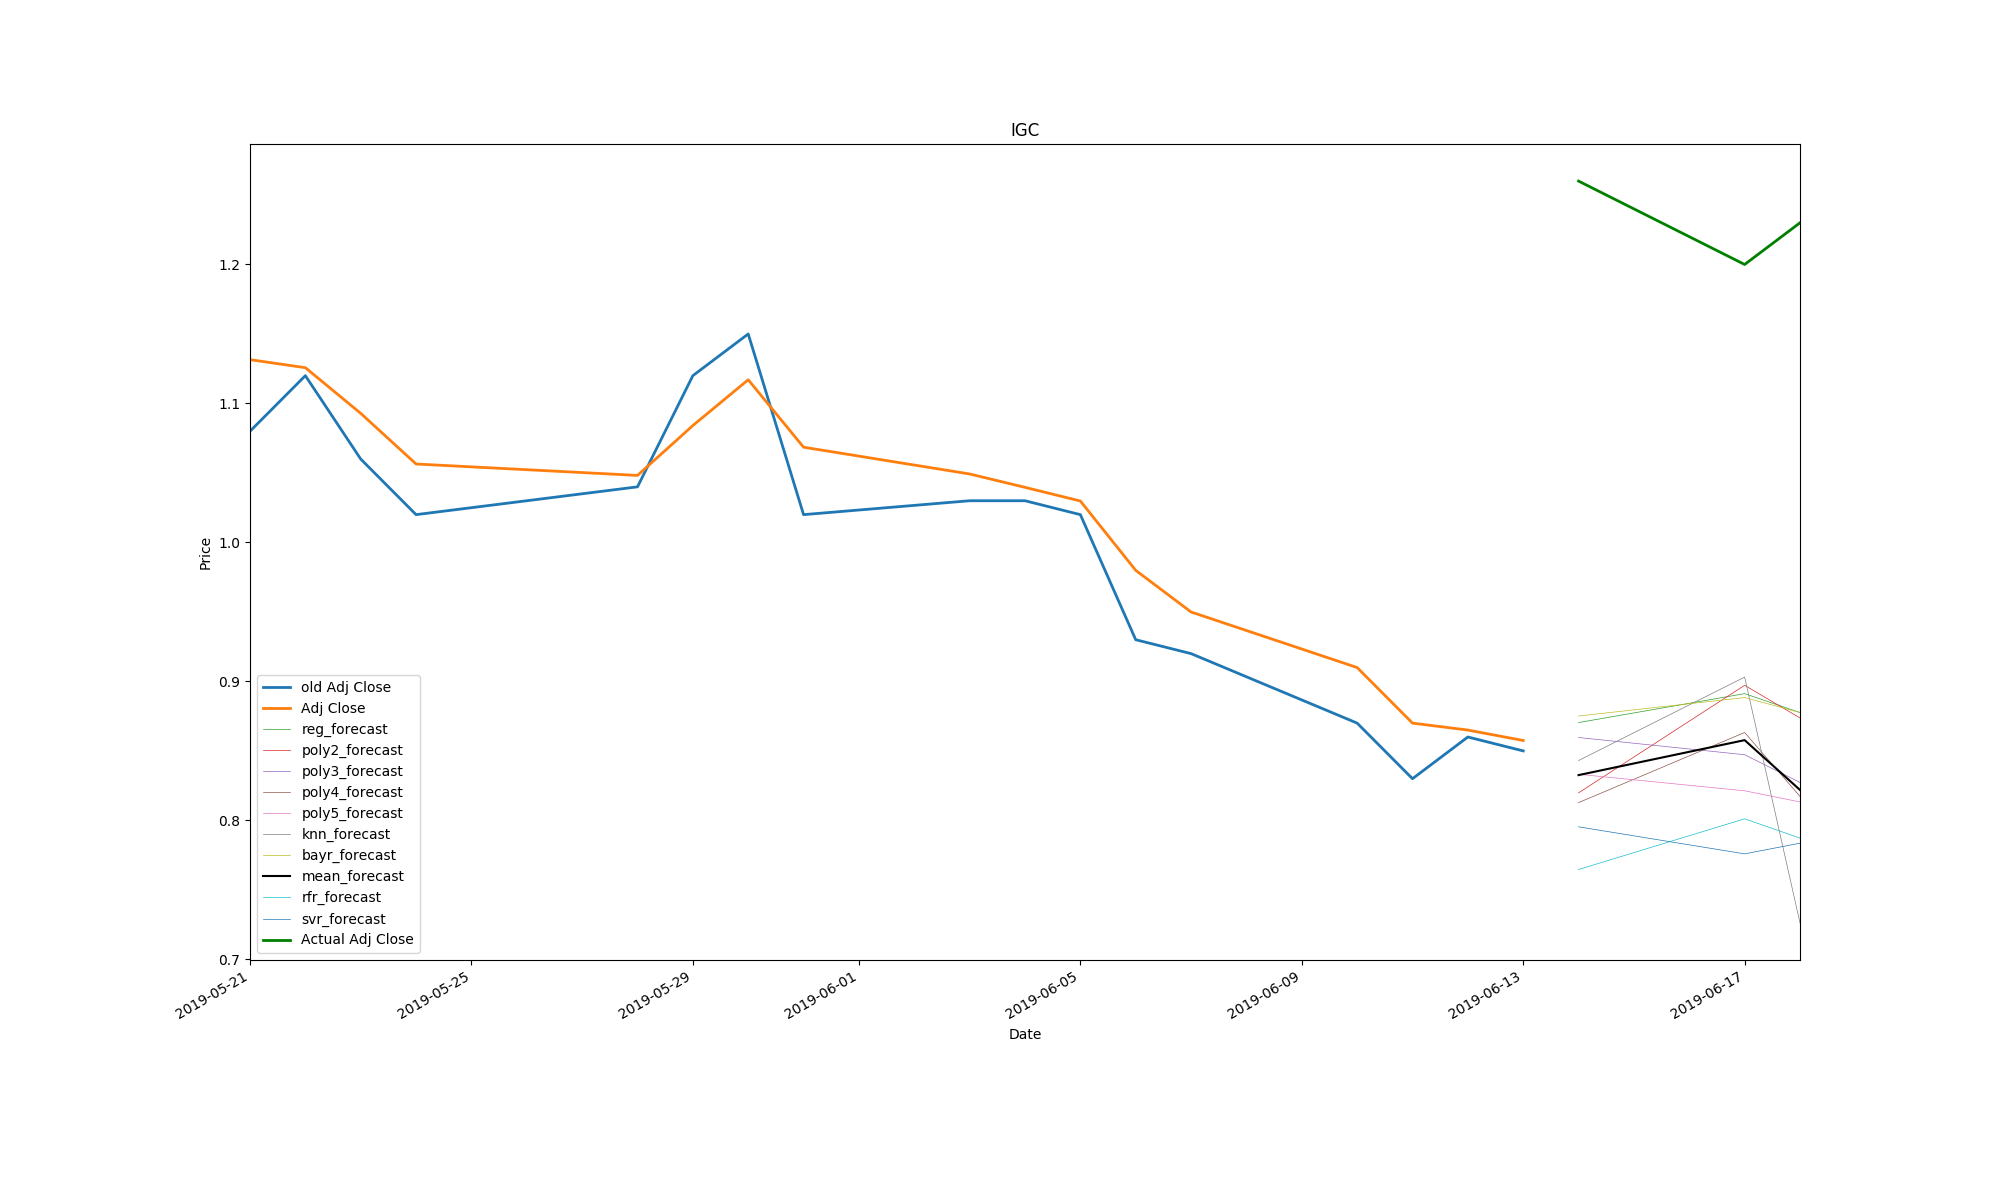 IGC
1.2
1.1
1.0
0.9
0.8
0.7
Price
old Adj Close
Adj Close
reg_forecast
poly2_forecast
poly3_forecast
poly4_forecast
poly5_forecast
knn_forecast
bayr_forecast
mean_forecast
rfr_forecast
svr_forecast
Actual Adj Close
2019-05-21
2019-05-25
2019-05-29
2019-06-01
2019-06-05
2019-06-09
2019-06-13
2019-06-17
Date